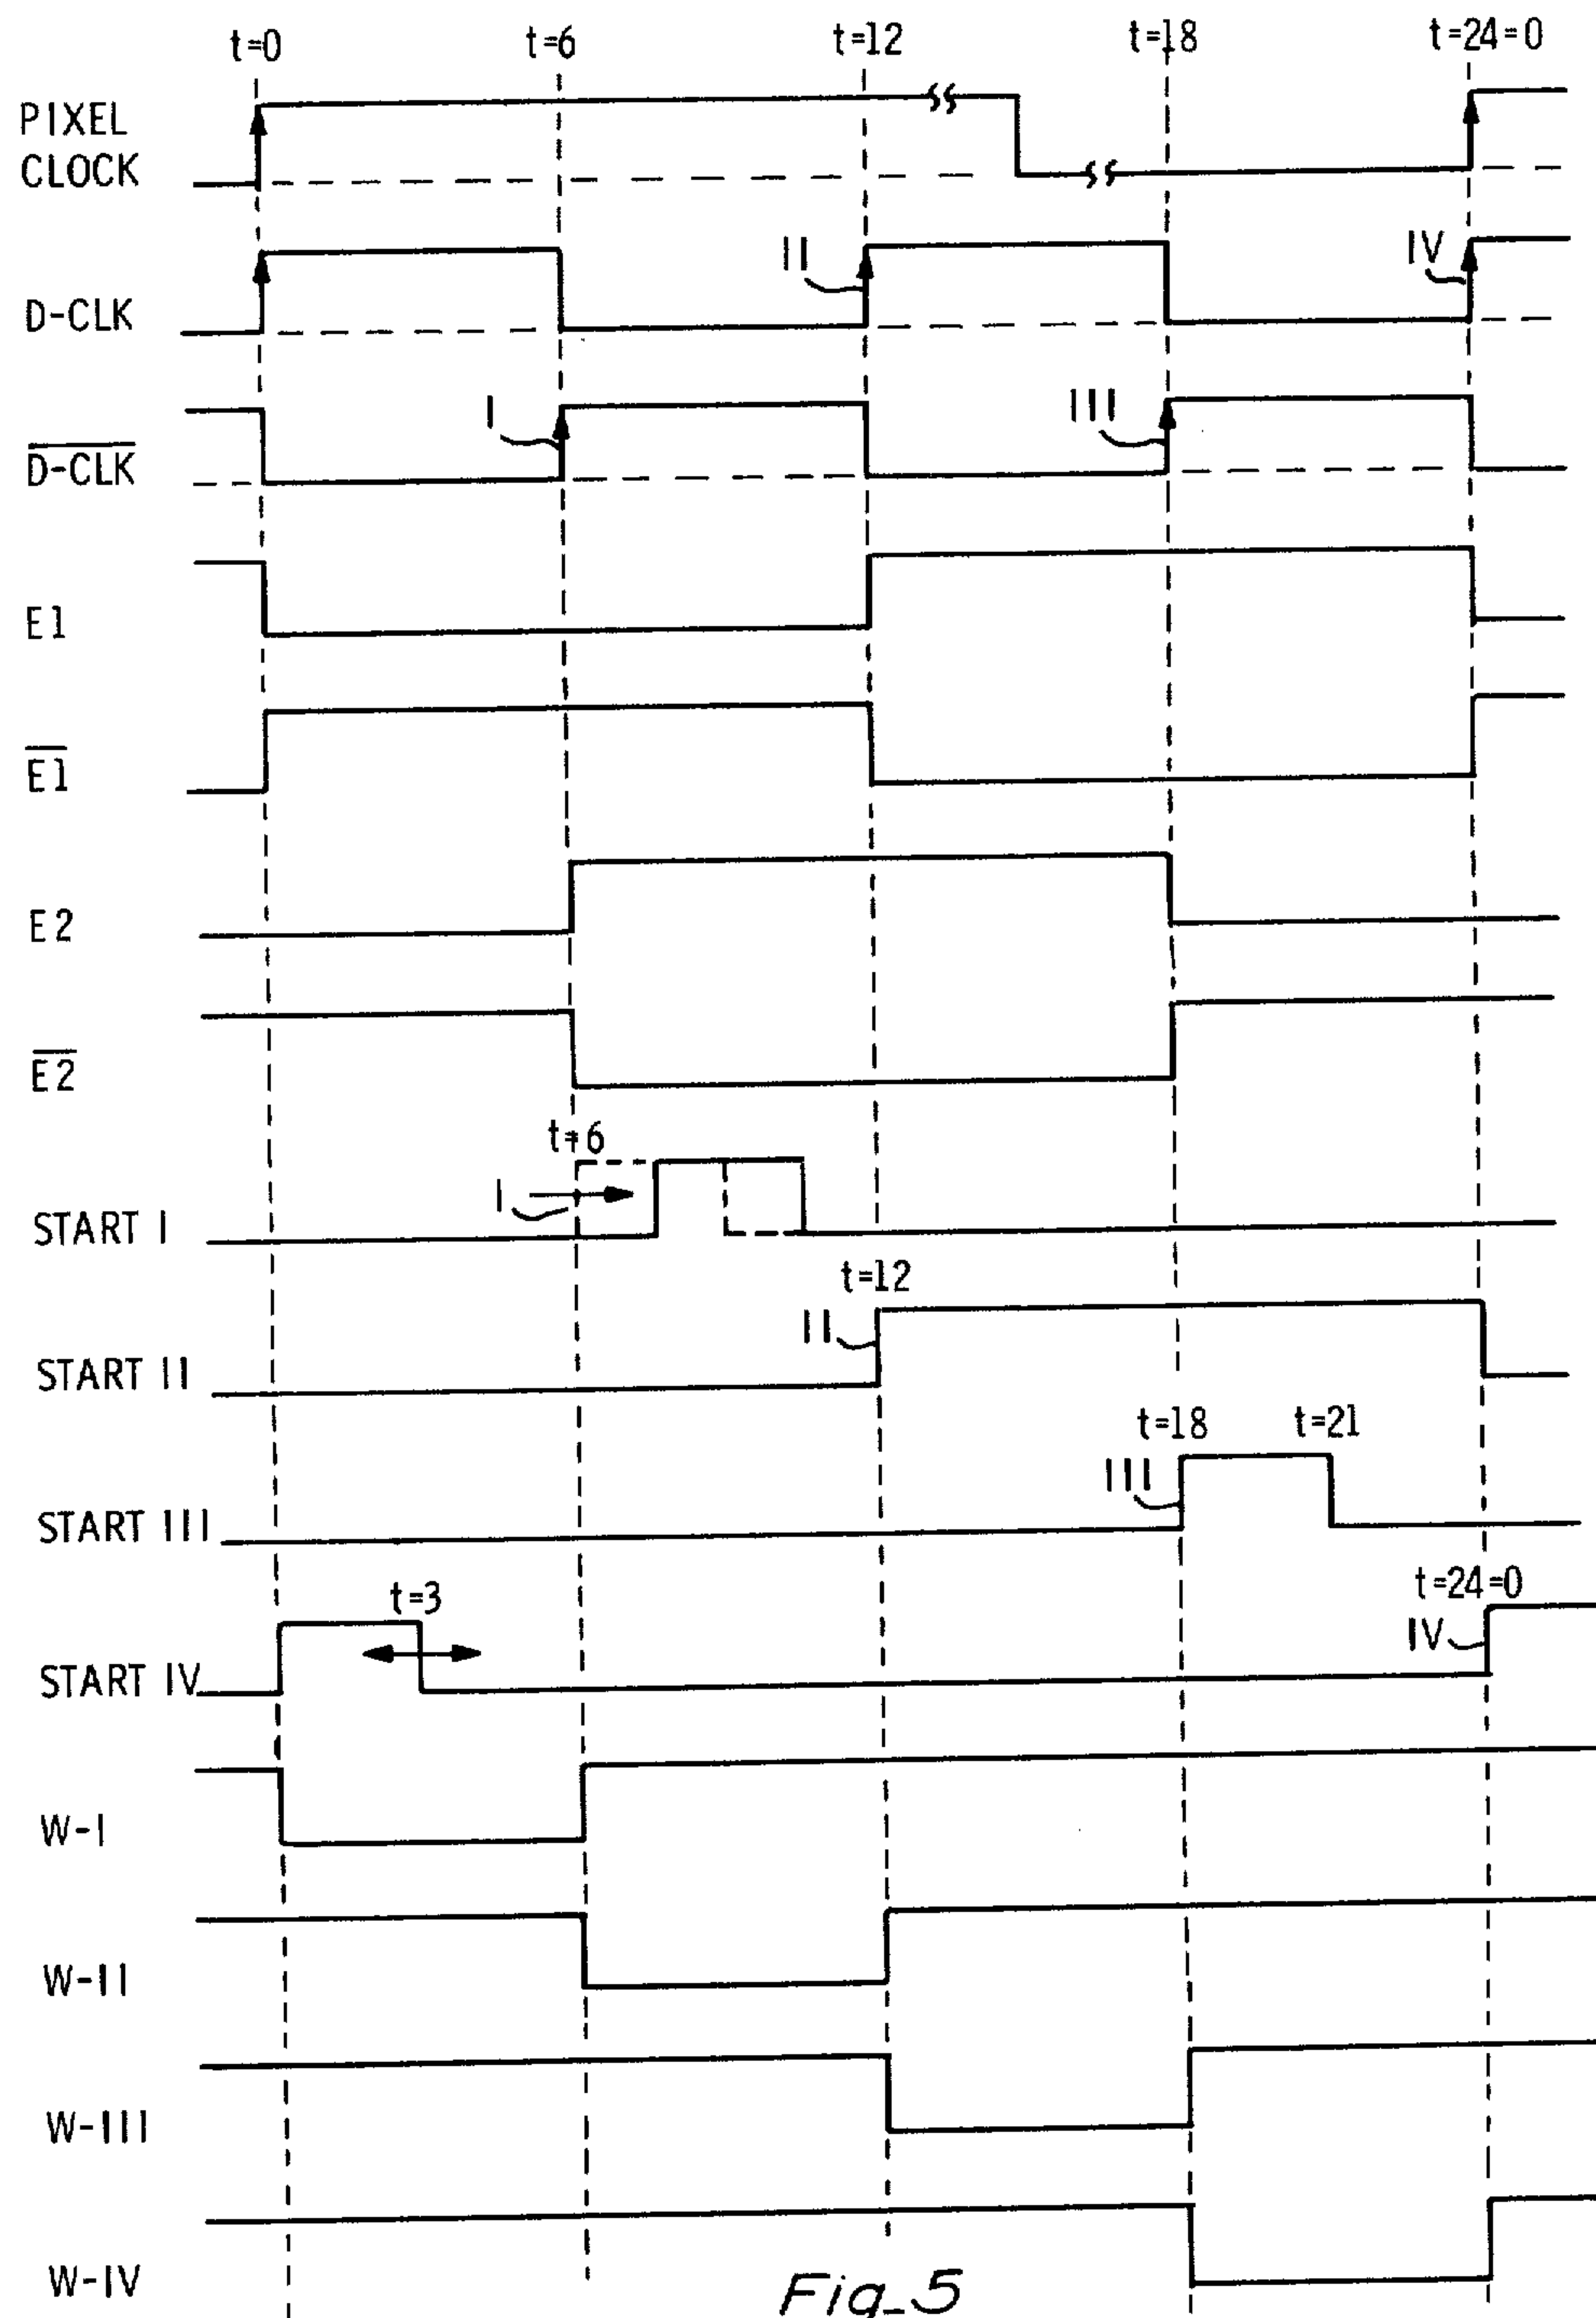 t=0 t=6 t=12 t=18 t=24=0
PIXEL
CLOCK
II IV
D-CLK
I III
D-CLK
E1
E1
E2
E2
t=6
I
START I
t=12
II
START II
t=18 t=21
III
START III
t=3 t=24=0
IV
START IV
W-I
W-II
W-III
W-IV
Fig_5